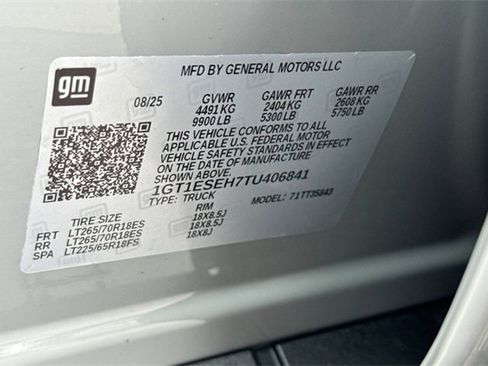 gm
MFD BY GENERAL MOTORS LLC
08/25 GVWR GAWR FRT GAWR RR
4491 KG 2404 KG 2608 KG
9900 LB 5300 LB 5750 LB
THIS VEHICLE CONFORMS TO ALL
APPLICABLE U.S. FEDERAL MOTOR
VEHICLE SAFETY STANDARDS IN
EFFECT ON THE DATE OF MANUFACTURE
SHOWN ABOVE.
1GT1ESEH7TU406841
TYPE: TRUCK MODEL: 71TT35843
TIRE SIZE RIM
FRT LT265/70R18ES 18X8.5J
RR LT265/70R18ES 18X8.5J
SPA LT225/65R18FS 18X8J